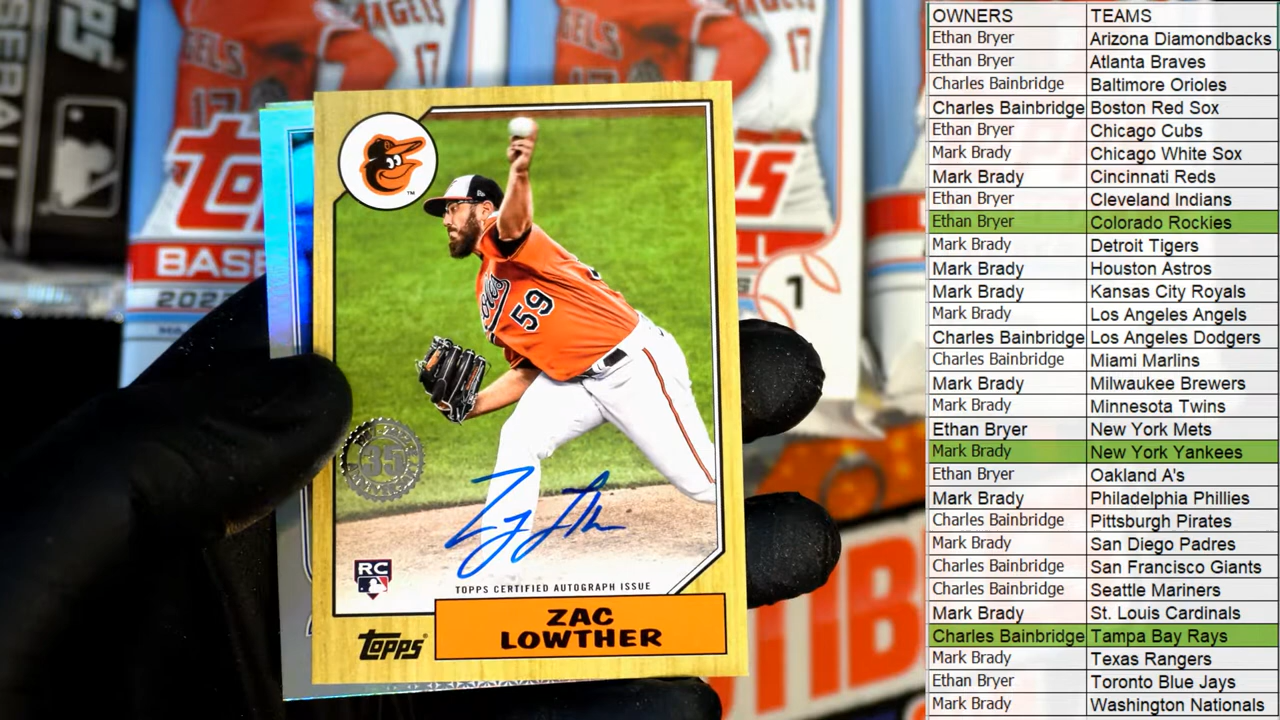 OWNERS TEAMS
Ethan Bryer Arizona Diamondbacks
Ethan Bryer Atlanta Braves
Charles Bainbridge Baltimore Orioles
Charles Bainbridge Boston Red Sox
Ethan Bryer Chicago Cubs
Mark Brady Chicago White Sox
Mark Brady Cincinnati Reds
Ethan Bryer Cleveland Indians
Ethan Bryer Colorado Rockies
Mark Brady Detroit Tigers
Mark Brady Houston Astros
Mark Brady Kansas City Royals
Mark Brady Los Angeles Angels
Charles Bainbridge Los Angeles Dodgers
Charles Bainbridge Miami Marlins
Mark Brady Milwaukee Brewers
Mark Brady Minnesota Twins
Ethan Bryer New York Mets
Mark Brady New York Yankees
Ethan Bryer Oakland A's
Mark Brady Philadelphia Phillies
Charles Bainbridge Pittsburgh Pirates
Mark Brady San Diego Padres
Charles Bainbridge San Francisco Giants
Charles Bainbridge Seattle Mariners
Mark Brady St. Louis Cardinals
Charles Bainbridge Tampa Bay Rays
Mark Brady Texas Rangers
Ethan Bryer Toronto Blue Jays
Mark Brady Washington Nationals
59
35
RC
TOPPS CERTIFIED AUTOGRAPH ISSUE
topps
ZAC
LOWTHER
topps
BASE
17
17
1